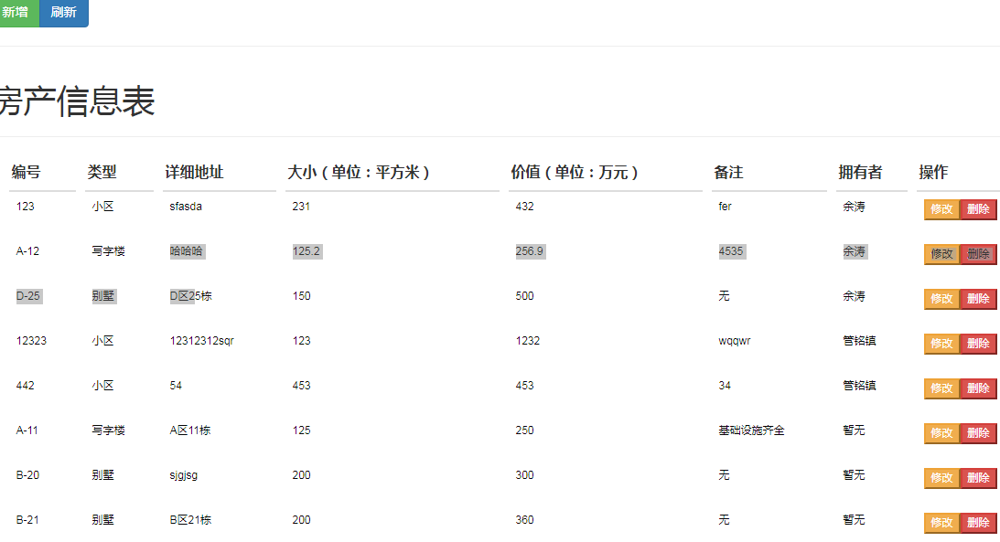 新增 刷新
房产信息表
编号 类型 详细地址 大小（单位：平方米） 价值（单位：万元） 备注 拥有者 操作
123 小区 sfasda 231 432 fer 余涛 修改 删除
A-12 写字楼 哈哈哈 125.2 256.9 4535 余涛 修改 删除
D-25 别墅 D区25栋 150 500 无 余涛 修改 删除
12323 小区 12312312sqr 123 1232 wqqwr 管铭镇 修改 删除
442 小区 54 453 453 34 管铭镇 修改 删除
A-11 写字楼 A区11栋 125 250 基础设施齐全 暂无 修改 删除
B-20 别墅 sjgjsg 200 300 无 暂无 修改 删除
B-21 别墅 B区21栋 200 360 无 暂无 修改 删除